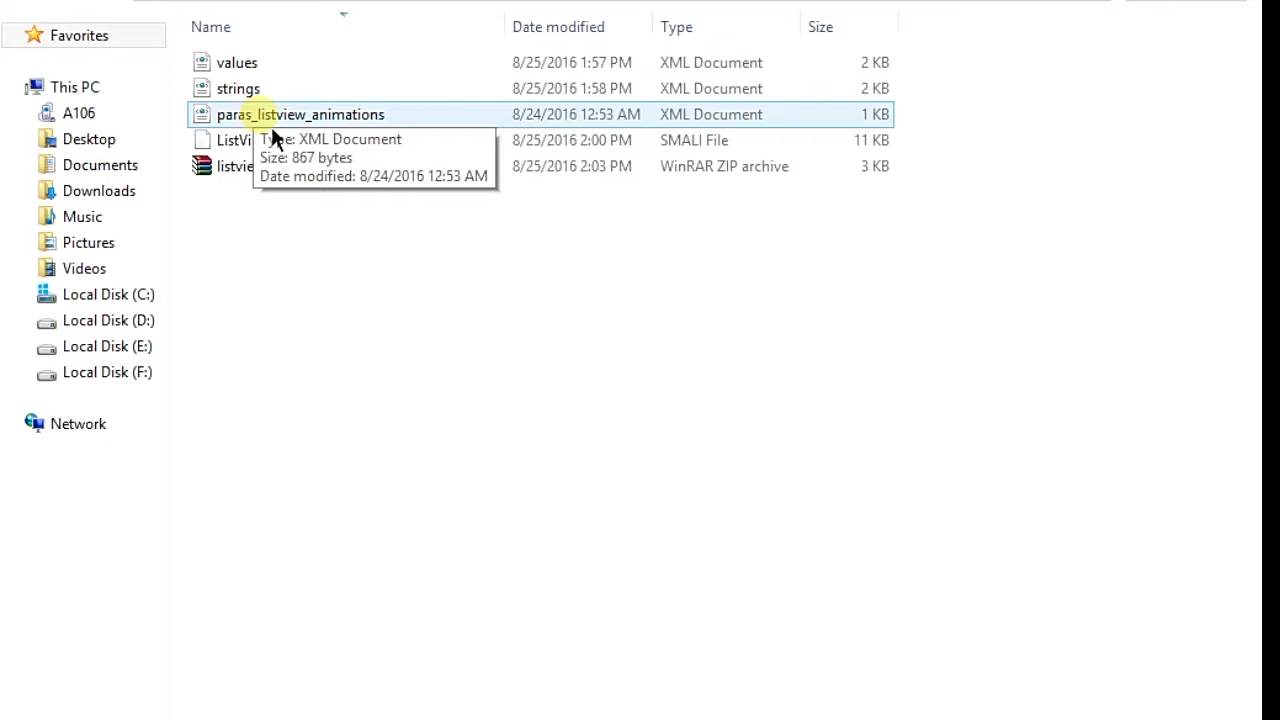 Name Date modified Type Size
Favorites
values 8/25/2016 1:57 PM XML Document 2 KB
This PC
strings 8/25/2016 1:58 PM XML Document 2 KB
A106
paras_listview_animations 8/24/2016 12:53 AM XML Document 1 KB
Desktop
ListVi 8/25/2016 2:00 PM SMALI File 11 KB
Type: XML Document
Size: 867 bytes
Date modified: 8/24/2016 12:53 AM
Documents
listvie 8/25/2016 2:03 PM WinRAR ZIP archive 3 KB
Downloads
Music
Pictures
Videos
Local Disk (C:)
Local Disk (D:)
Local Disk (E:)
Local Disk (F:)
Network